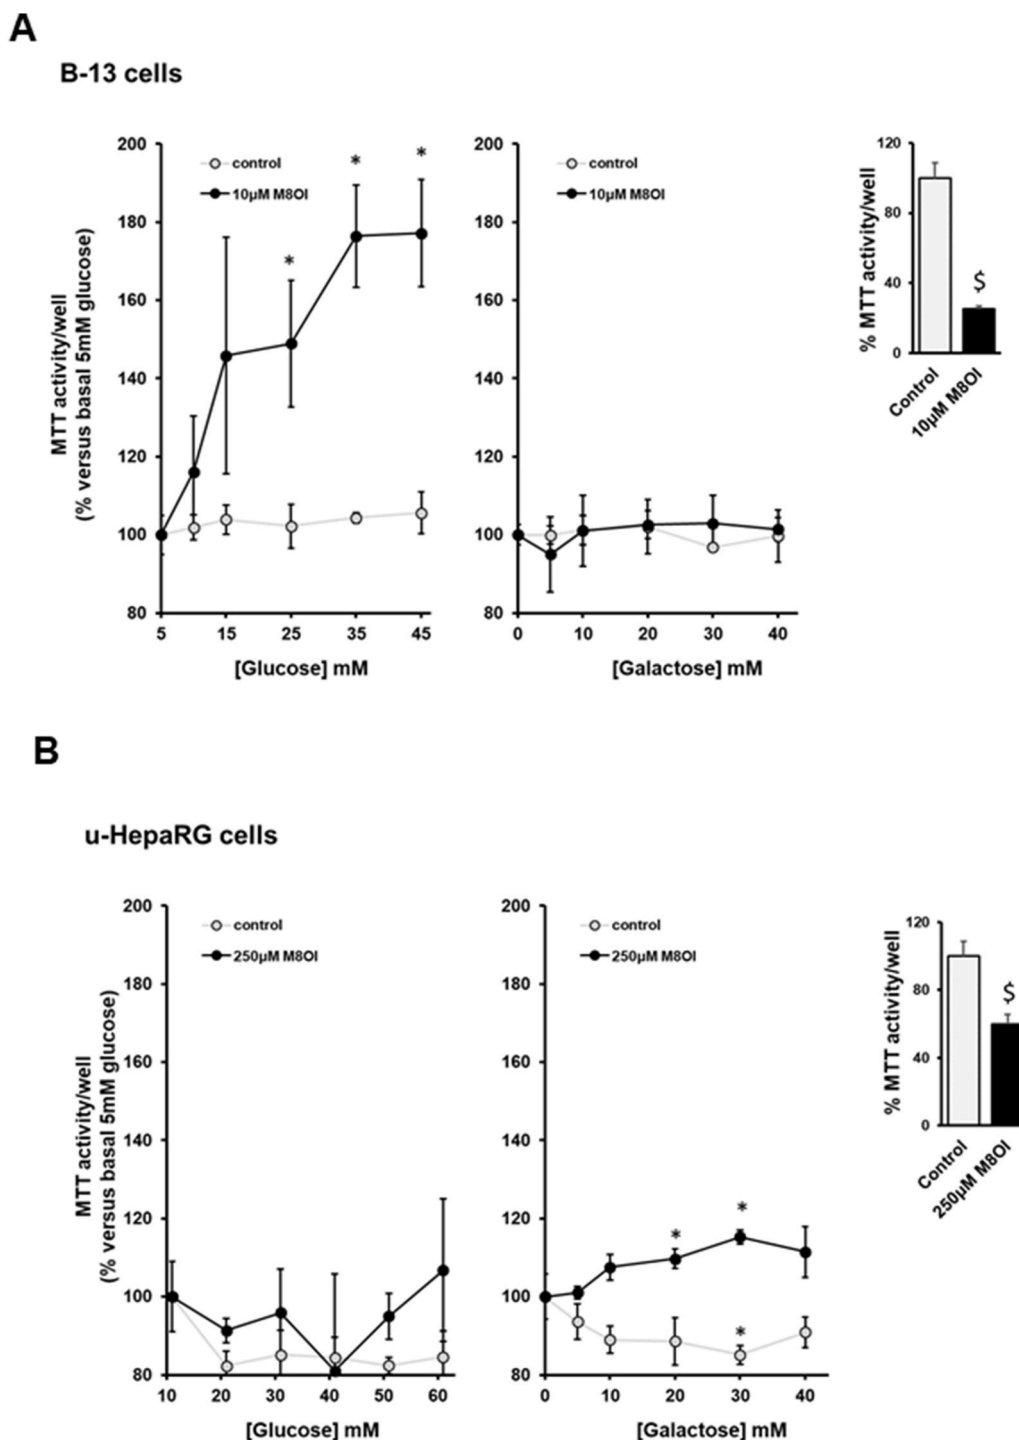 A
B-13 cells
MTT activity/well
(% versus basal 5mM glucose)
200
180
160
140
120
100
80
control
10µM M8OI
*
*
*
5
15
25
35
45
[Glucose] mM
200
180
160
140
120
100
80
control
10µM M8OI
0
10
20
30
40
[Galactose] mM
% MTT activity/well
120
80
40
0
$
Control
10µM M8OI
B
u-HepaRG cells
MTT activity/well
(% versus basal 5mM glucose)
200
180
160
140
120
100
80
control
250µM M8OI
10
20
30
40
50
60
[Glucose] mM
200
180
160
140
120
100
80
control
250µM M8OI
*
*
*
0
10
20
30
40
[Galactose] mM
% MTT activity/well
120
80
40
0
$
Control
250µM M8OI